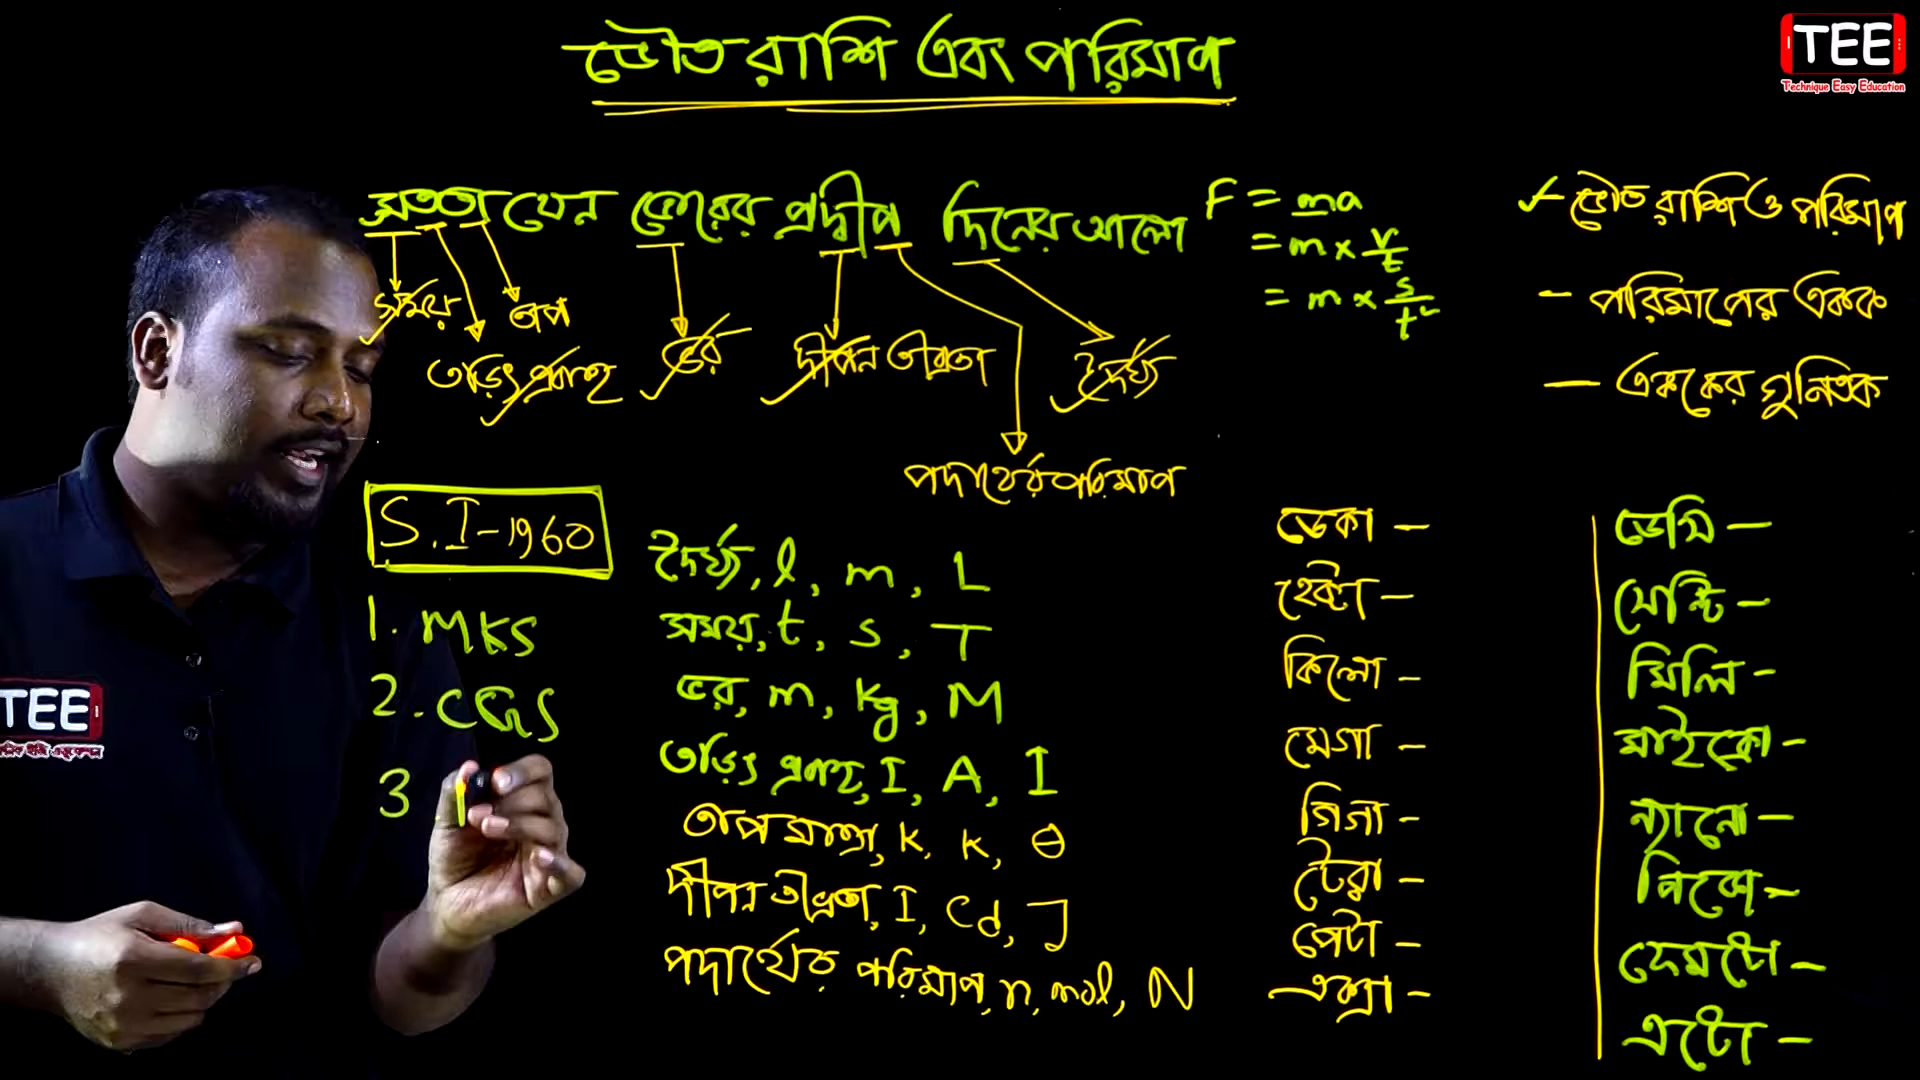 ভৌত রাশি এবং পরিমাপ
TEE
Technique Easy Education
সততা যেন ভোরের প্রদ্বীপ দিনের আলো
সময়
তাপ
তড়িৎ প্রবাহ
ভর
দীপন তীব্রতা
দৈর্ঘ্য
পদার্থের পরিমাণ
F = ma
= m × v/t
= m × s/t²
ভৌত রাশি ও পরিমাপ
- পরিমাপের একক
- এককের গুনিতক
S.I-1960
1. MKS
2. CGS
3
দৈর্ঘ্য, l, m, L
সময়, t, s, T
ভর, m, kg, M
তড়িৎ প্রবাহ, I, A, I
তাপমাত্রা, K, K, θ
দীপন তীব্রতা, I, Cd, J
পদার্থের পরিমাণ, n, mol, N
ডেকা -
হেক্টা -
কিলো -
মেগা -
গিগা -
টেরা -
পেটা -
এক্সা -
ডেসি -
সেন্টি -
মিলি -
মাইক্রো -
ন্যানো -
পিকো -
ফেমটো -
এটো -
TEE